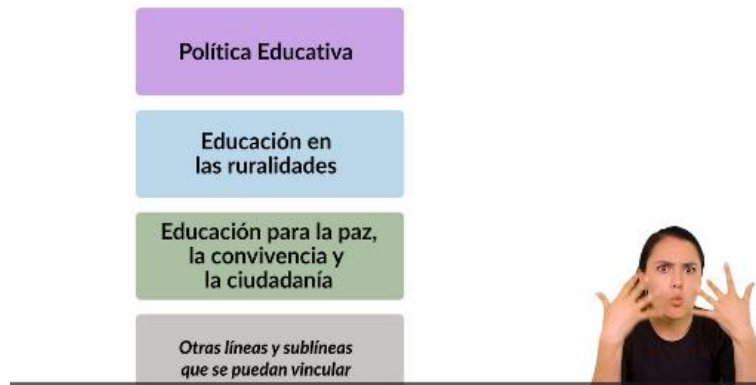 Política Educativa
Educación en
las ruralidades
Educación para la paz,
la convivencia y
la ciudadanía
Otras líneas y sublíneas
que se puedan vincular